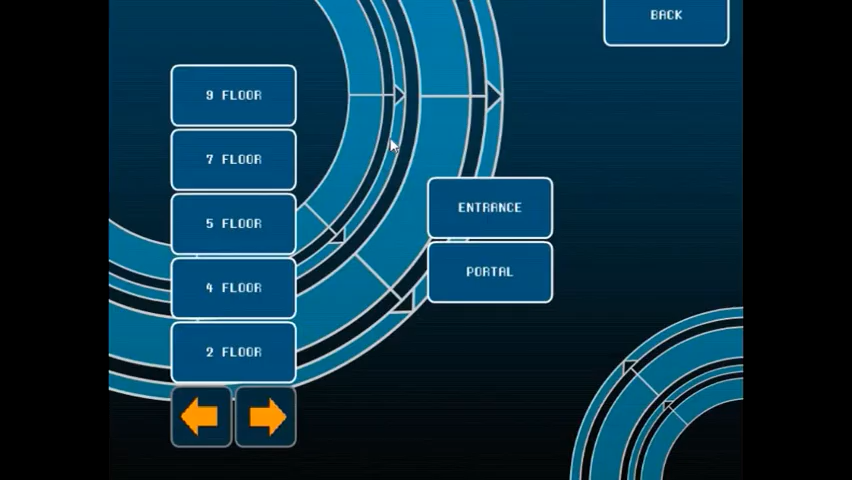 BACK
9 FLOOR
7 FLOOR
5 FLOOR
4 FLOOR
2 FLOOR
ENTRANCE
PORTAL